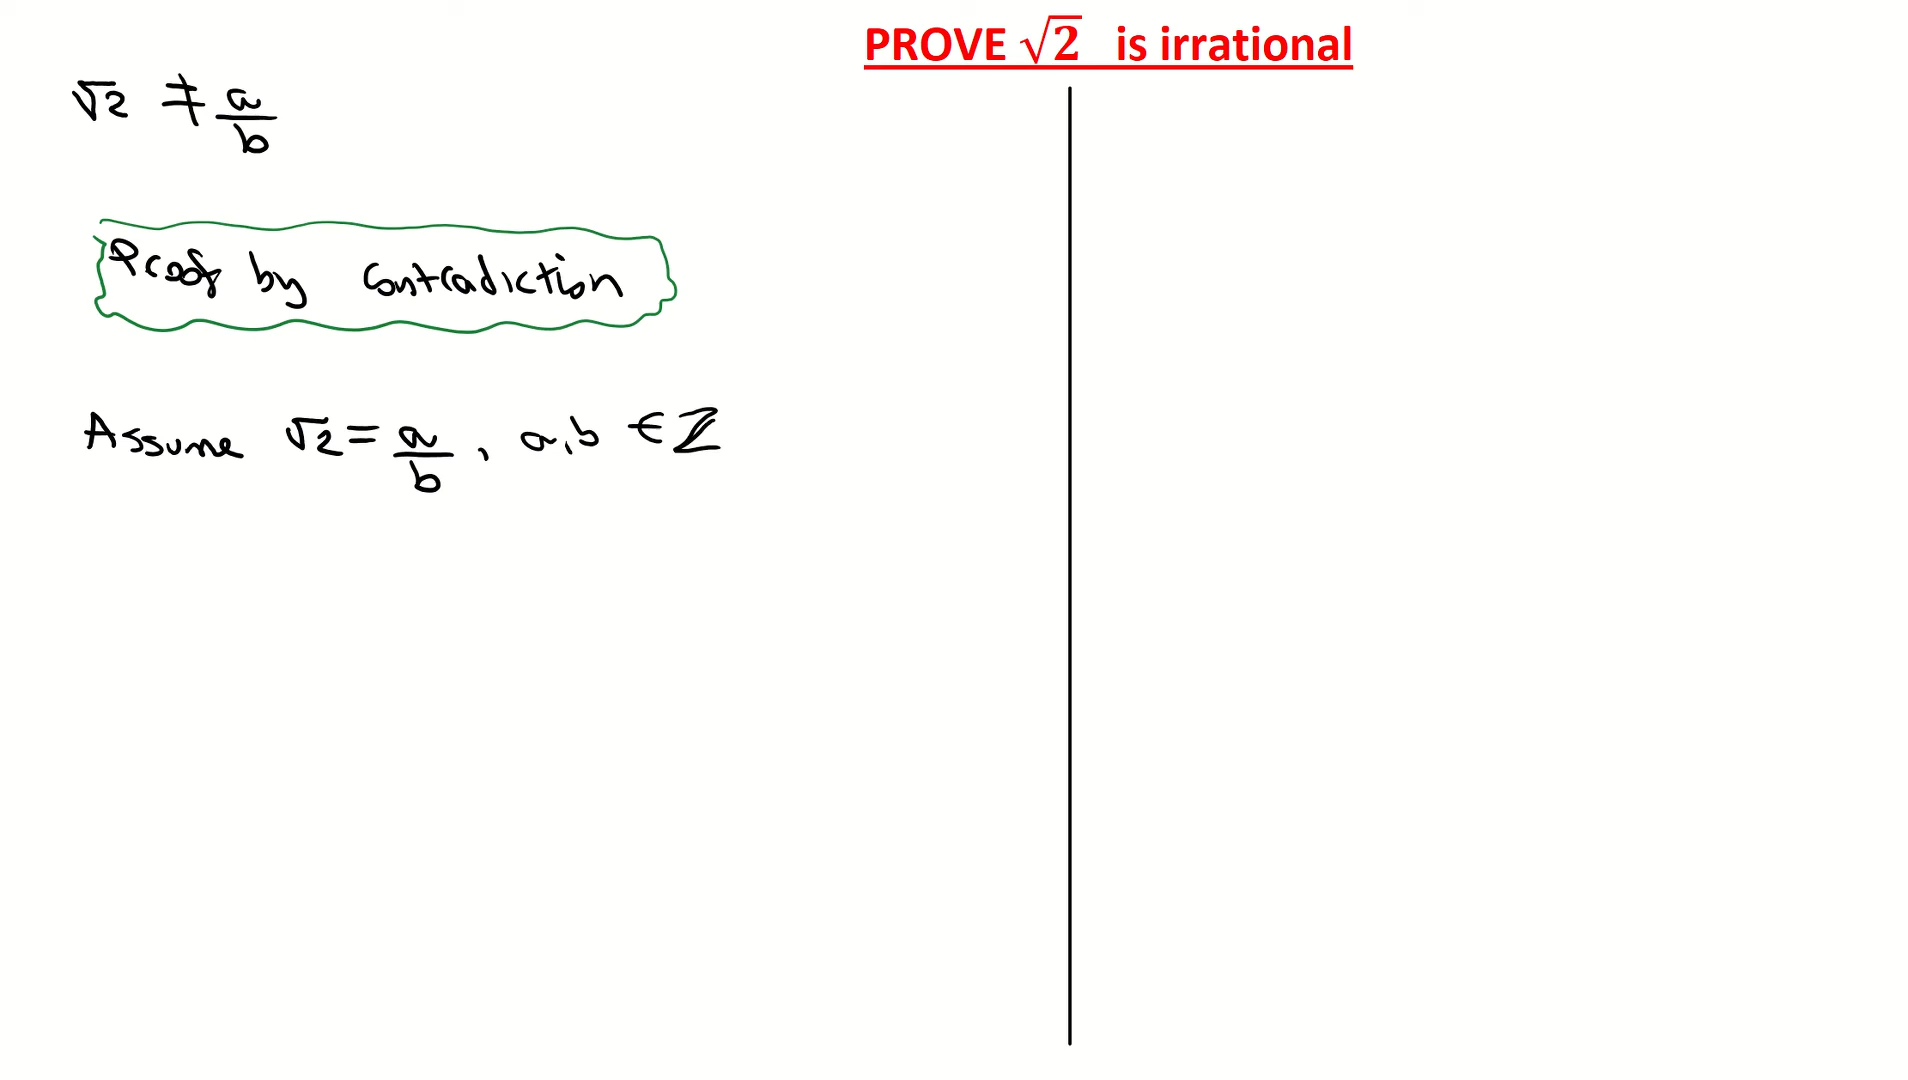 PROVE √2 is irrational
√2 ≠ a/b
Proof by contradiction
Assume √2 = a/b , a,b ∈ ℤ